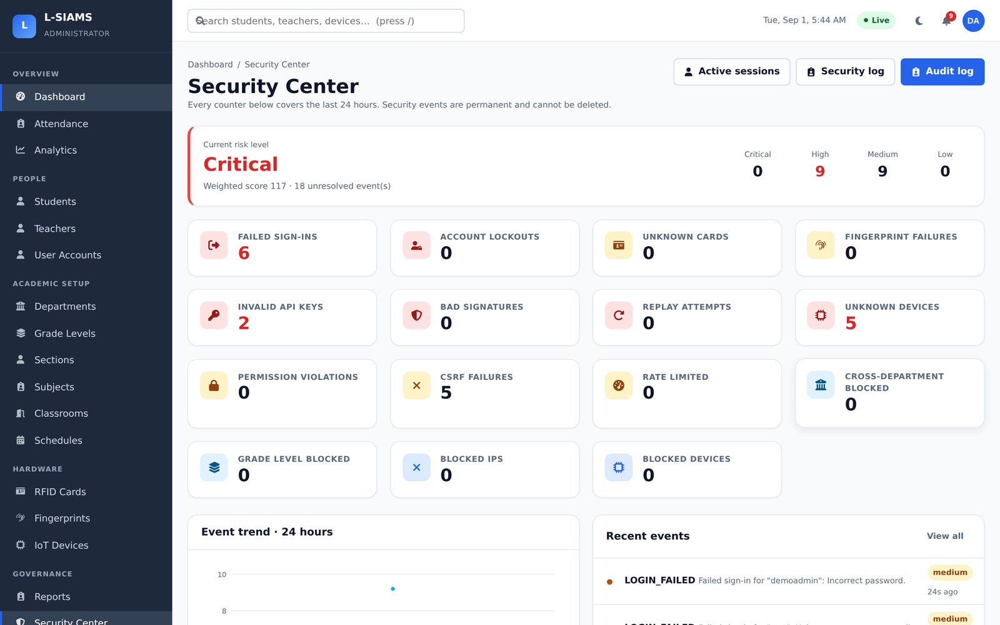 L
L-SIAMS
ADMINISTRATOR
OVERVIEW
Dashboard
Attendance
Analytics
PEOPLE
Students
Teachers
User Accounts
ACADEMIC SETUP
Departments
Grade Levels
Sections
Subjects
Classrooms
Schedules
HARDWARE
RFID Cards
Fingerprints
IoT Devices
GOVERNANCE
Reports
Security Center
Search students, teachers, devices... (press /)
Tue, Sep 1, 5:44 AM
Live
9
DA
Dashboard / Security Center
Security Center
Every counter below covers the last 24 hours. Security events are permanent and cannot be deleted.
Active sessions
Security log
Audit log
Current risk level
Critical
Weighted score 117 · 18 unresolved event(s)
Critical
0
High
9
Medium
9
Low
0
FAILED SIGN-INS
6
ACCOUNT LOCKOUTS
0
UNKNOWN CARDS
0
FINGERPRINT FAILURES
0
INVALID API KEYS
2
BAD SIGNATURES
0
REPLAY ATTEMPTS
0
UNKNOWN DEVICES
5
PERMISSION VIOLATIONS
0
CSRF FAILURES
5
RATE LIMITED
0
CROSS-DEPARTMENT
BLOCKED
0
GRADE LEVEL BLOCKED
0
BLOCKED IPS
0
BLOCKED DEVICES
0
Event trend · 24 hours
10
8
Recent events
View all
LOGIN_FAILED Failed sign-in for "demoadmin": Incorrect password.
medium
24s ago
medium